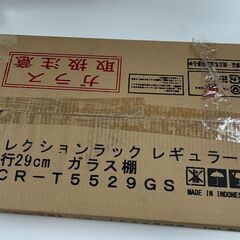 ガラス
取扱注意
レクションラック レギュラー
行29cm ガラス棚
CR-T5529GS
MADE IN INDONES